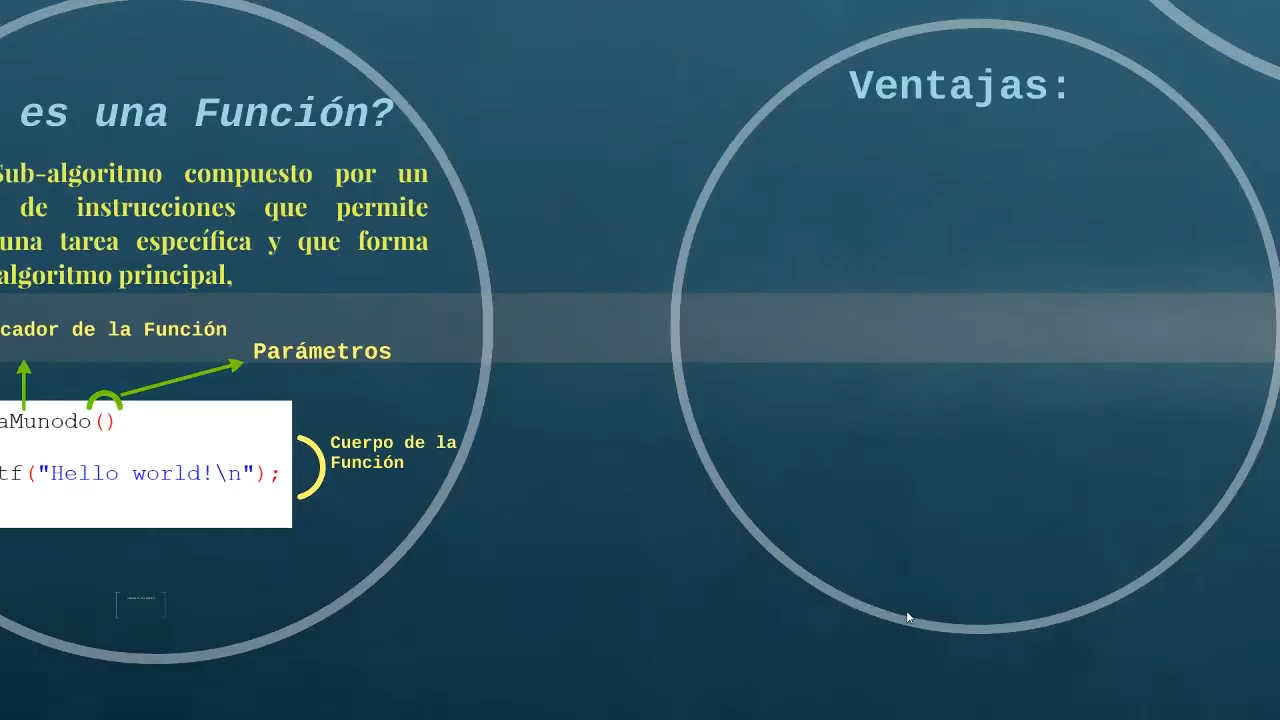 es una Función?
Sub-algoritmo compuesto por un
de instrucciones que permite
una tarea específica y que forma
algoritmo principal,
cador de la Función
Parámetros
aMunodo()
tf("Hello world!\n");
Cuerpo de la
Función
Ventajas: